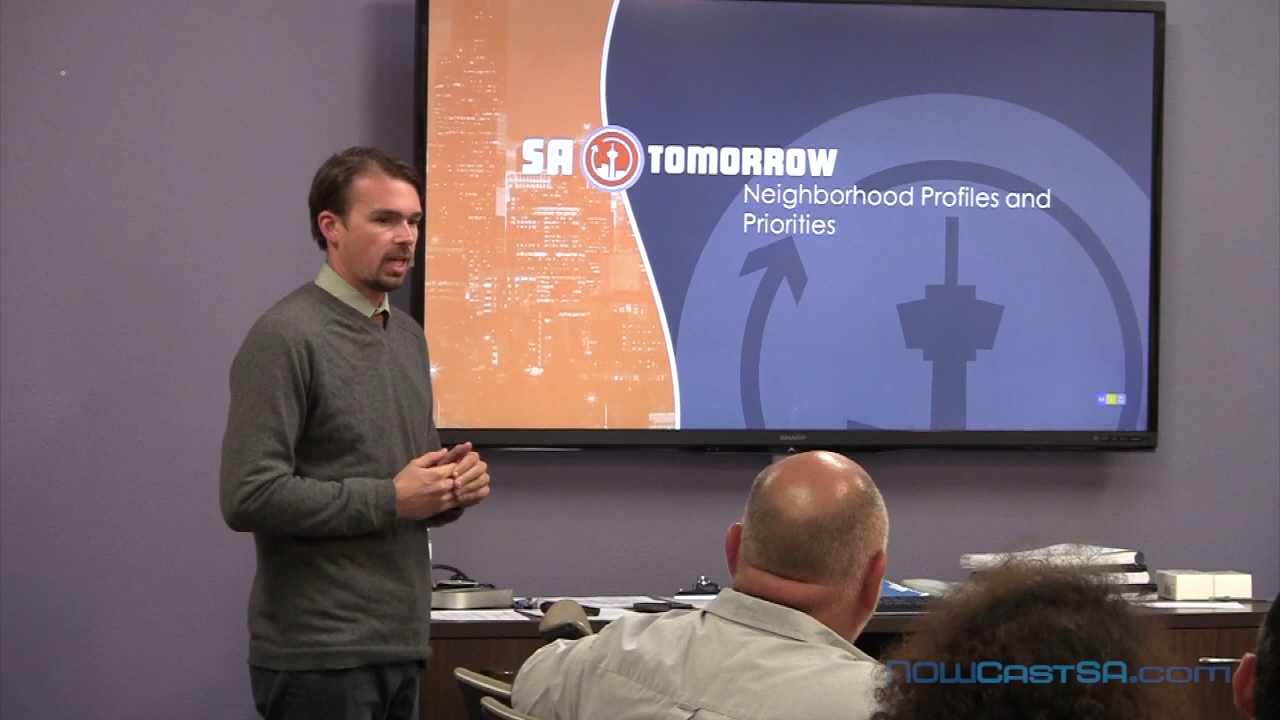 SA TOMORROW
Neighborhood Profiles and
Priorities
SHARP
NOWCASTSA.com